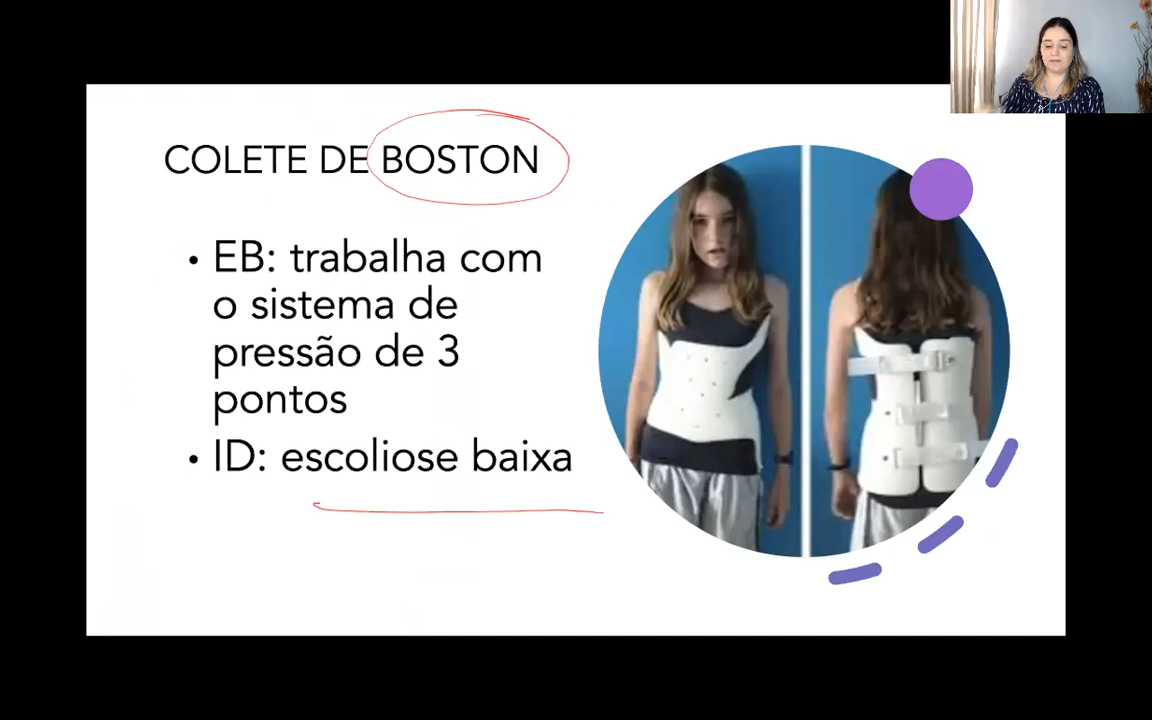 COLETE DE BOSTON
• EB: trabalha com
o sistema de
pressão de 3
pontos
• ID: escoliose baixa